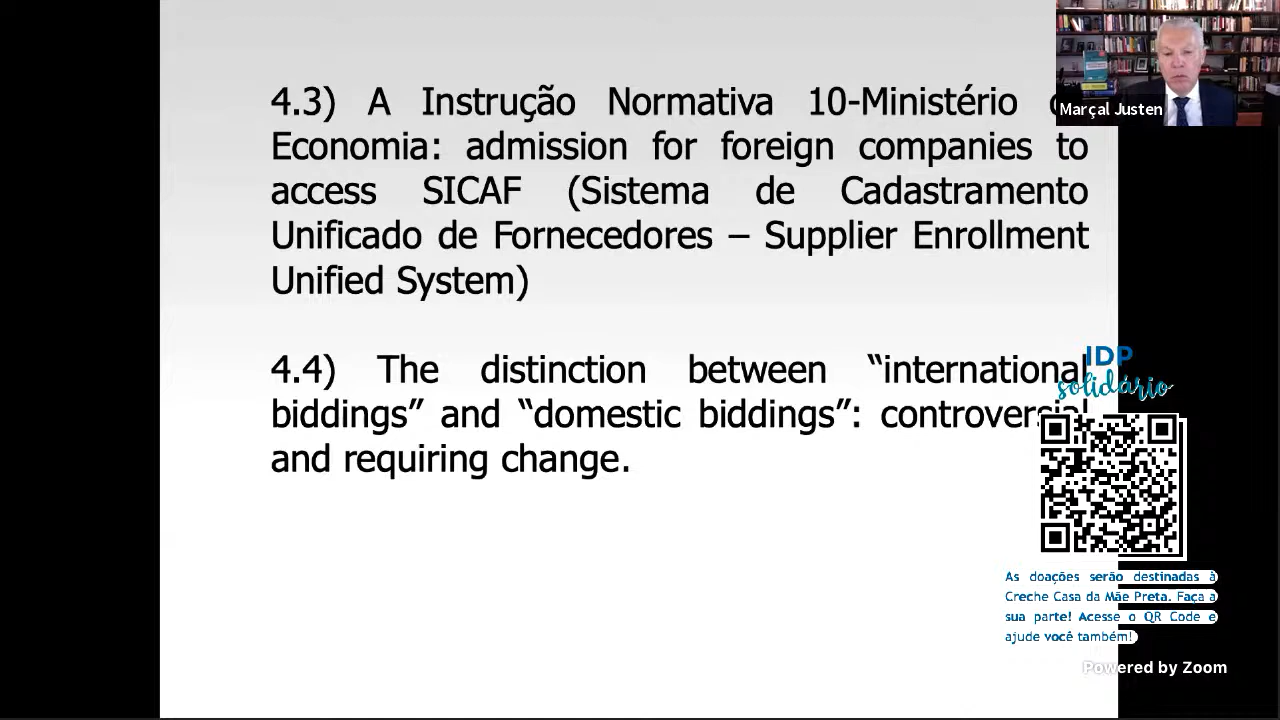 4.3) A Instrução Normativa 10-Ministério
Economia: admission for foreign companies to
access SICAF (Sistema de Cadastramento
Unificado de Fornecedores – Supplier Enrollment
Unified System)
4.4) The distinction between “international
biddings” and “domestic biddings”: controversial
and requiring change.
Marçal Justen
IDP
solidário
As doações serão destinadas à
Creche Casa da Mãe Preta. Faça a
sua parte! Acesse o QR Code e
ajude você também!
Powered by Zoom